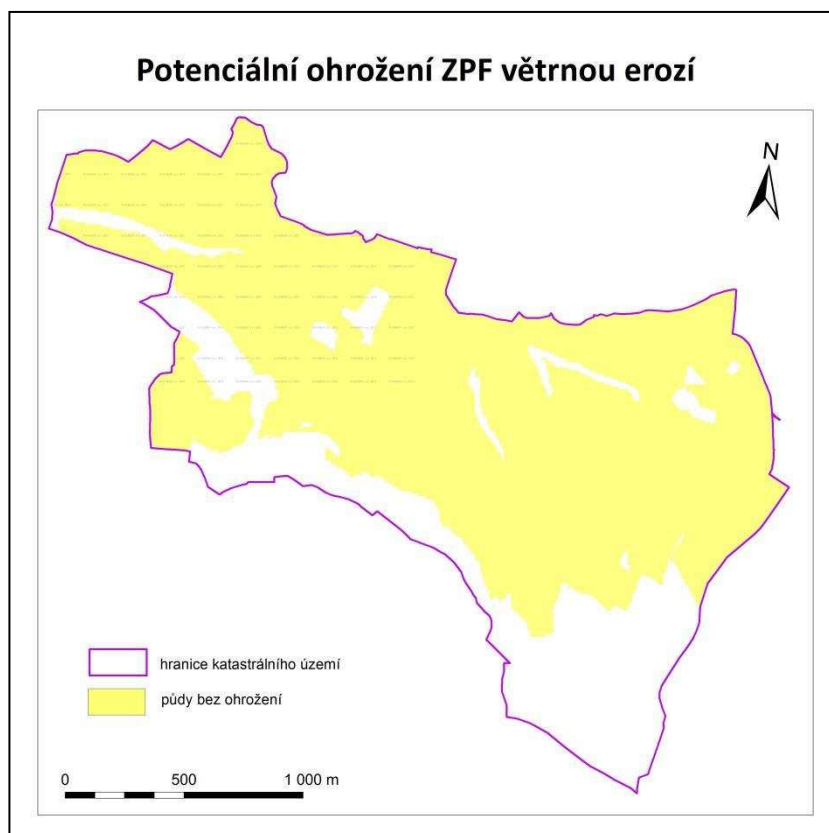 Potenciální ohrožení ZPF větrnou erozí
N
hranice katastrálního území
půdy bez ohrožení
0 500 1 000 m